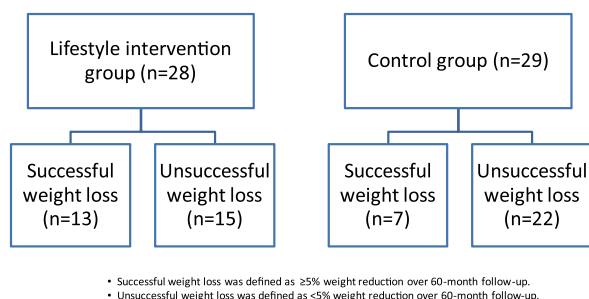 Lifestyle intervention
group (n=28)
Control group (n=29)
Successful
weight loss
(n=13)
Unsuccessful
weight loss
(n=15)
Successful
weight loss
(n=7)
Unsuccessful
weight loss
(n=22)
• Successful weight loss was defined as ≥5% weight reduction over 60-month follow-up.
• Unsuccessful weight loss was defined as <5% weight reduction over 60-month follow-up.